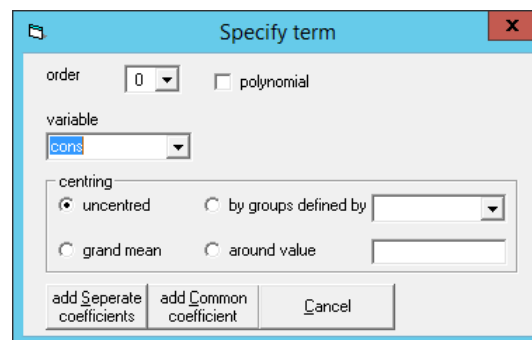 Specify term
x
order 0 polynomial
variable
cons
centring
uncentred by groups defined by
grand mean around value
add Seperate add Common Cancel
coefficients coefficient